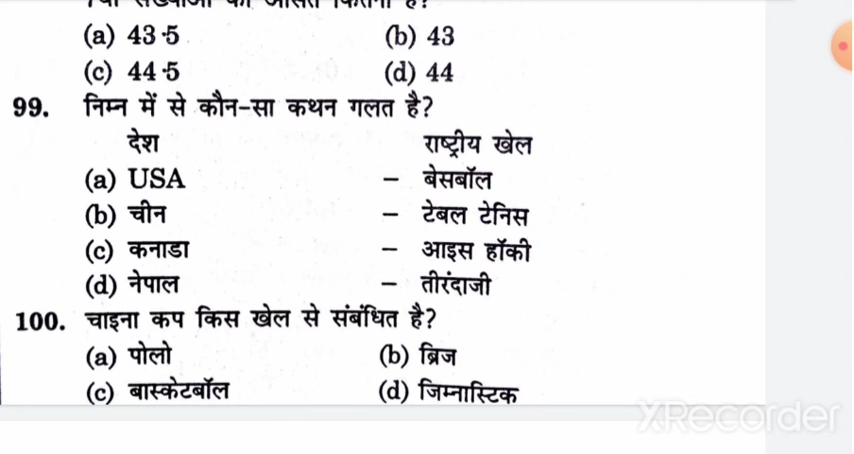 (a) 43·5 (b) 43
(c) 44·5 (d) 44
99. निम्न में से कौन-सा कथन गलत है?
देश राष्ट्रीय खेल
(a) USA – बेसबॉल
(b) चीन – टेबल टेनिस
(c) कनाडा – आइस हॉकी
(d) नेपाल – तीरंदाजी
100. चाइना कप किस खेल से संबंधित है?
(a) पोलो (b) ब्रिज
(c) बास्केटबॉल (d) जिम्नास्टिक
XRecorder